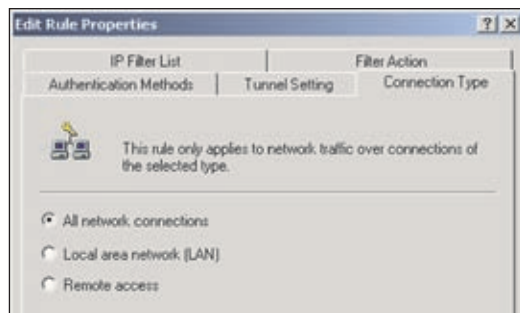 Edit Rule Properties
IP Filter List
Filter Action
Authentication Methods
Tunnel Setting
Connection Type
This rule only applies to network traffic over connections of
the selected type.
All network connections
Local area network (LAN)
Remote access